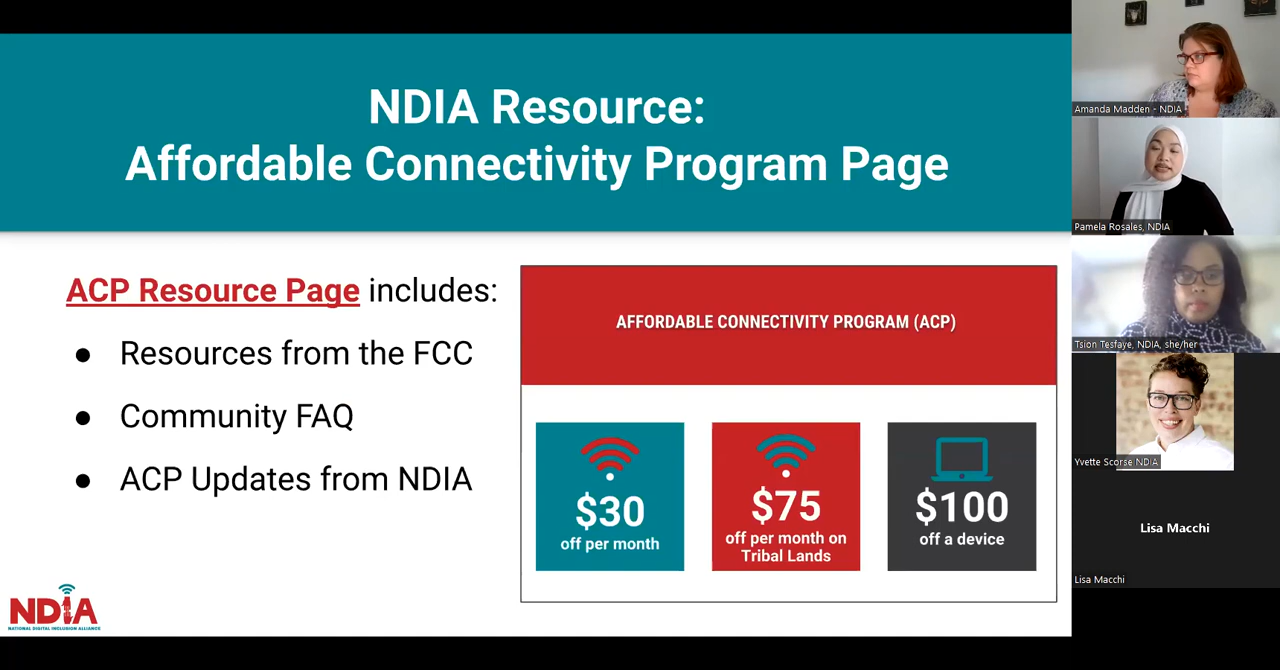 NDIA Resource:
Affordable Connectivity Program Page
ACP Resource Page includes:
● Resources from the FCC
● Community FAQ
● ACP Updates from NDIA
AFFORDABLE CONNECTIVITY PROGRAM (ACP)
$30
off per month
$75
off per month on
Tribal Lands
$100
off a device
NDIA
NATIONAL DIGITAL INCLUSION ALLIANCE
Amanda Madden - NDIA
Pamela Rosales, NDIA
Tsion Tesfaye, NDIA, she/her
Yvette Scorse NDIA
Lisa Macchi
Lisa Macchi